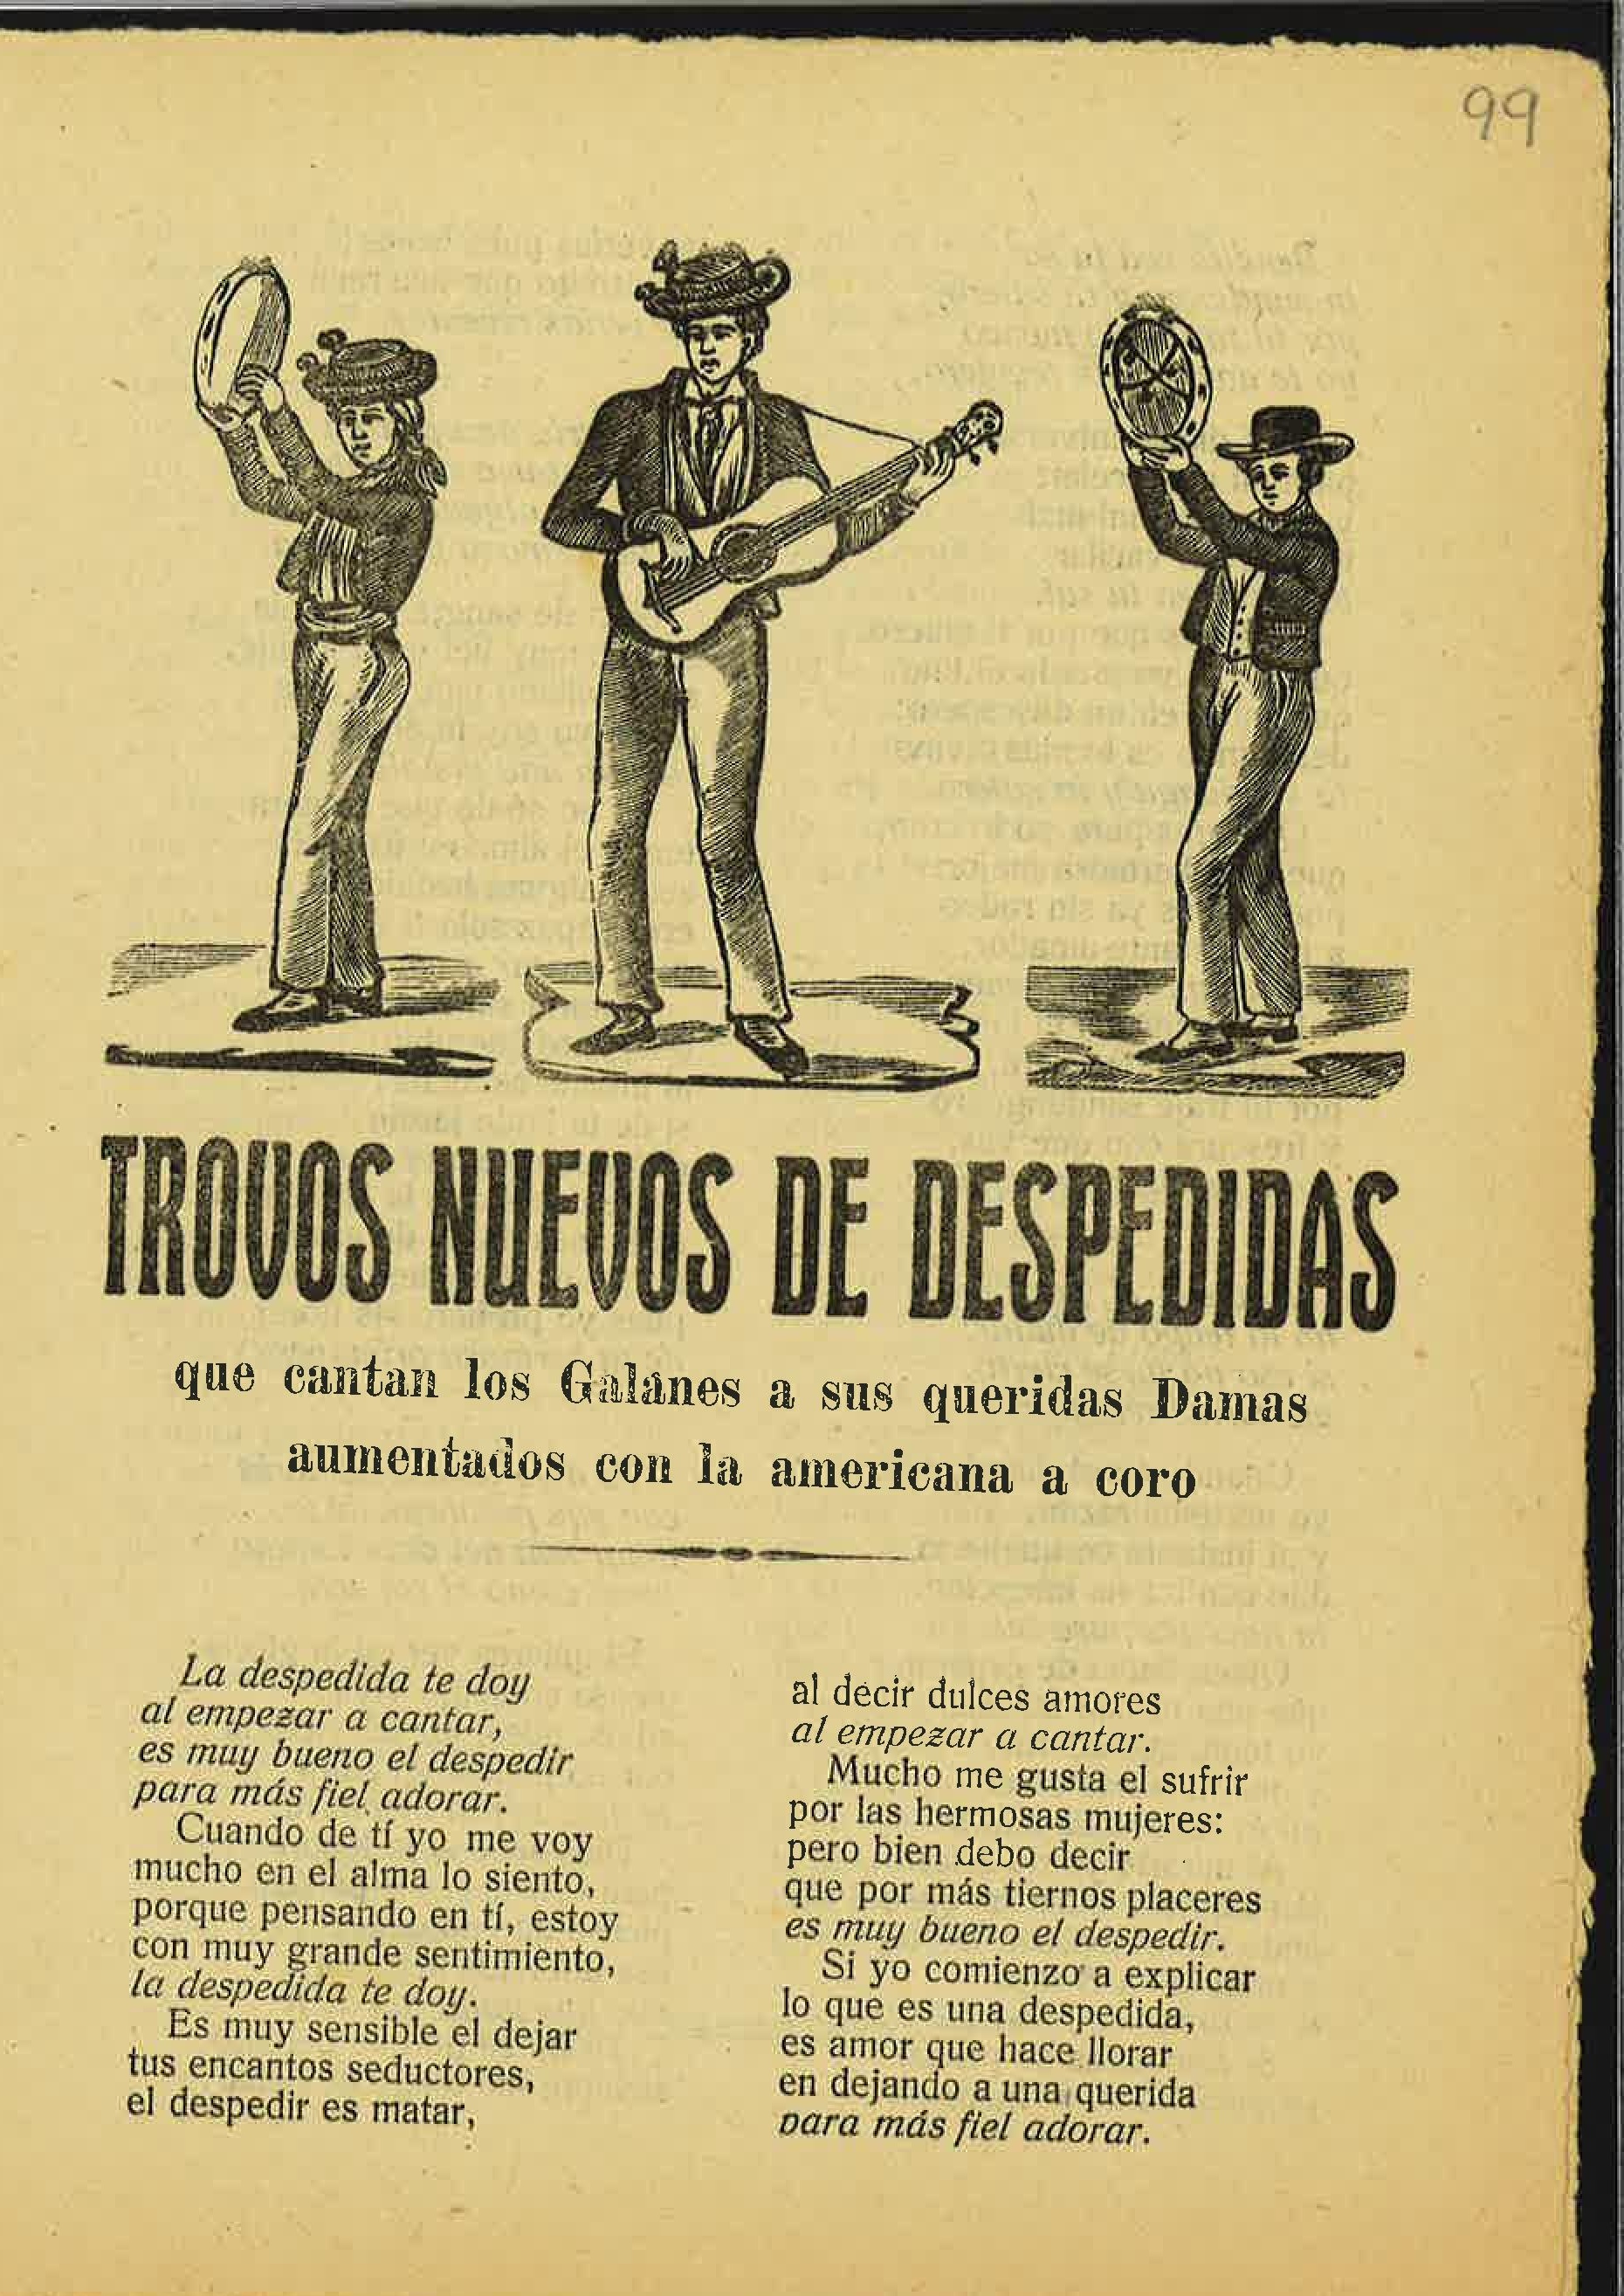 99
TROVOS NUEVOS DE DESPEDIDAS
que cantan los Galanes a sus queridas Damas
aumentados con la americana a coro
La despedida te doy
al empezar a cantar,
es muy bueno el despedir
para más fiel adorar.
Cuando de tí yo me voy
mucho en el alma lo siento,
porque pensando en tí, estoy
con muy grande sentimiento,
la despedida te doy.
Es muy sensible el dejar
tus encantos seductores,
el despedir es matar,
al decir dulces amores
al empezar a cantar.
Mucho me gusta el sufrir
por las hermosas mujeres:
pero bien debo decir
que por más tiernos placeres
es muy bueno el despedir.
Si yo comienzo a explicar
lo que es una despedida,
es amor que hace llorar
en dejando a una querida
para más fiel adorar.